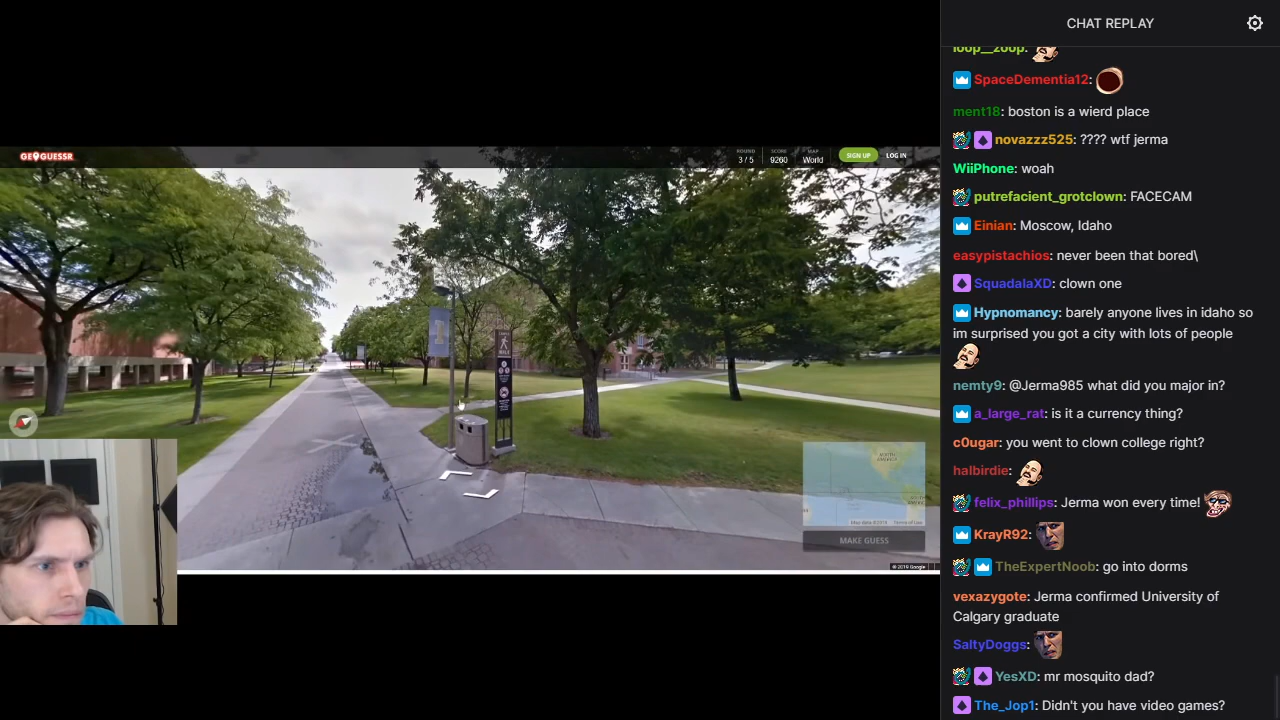 GEOGUESSR
ROUND
3 / 5
SCORE
9260
MAP
World
SIGN UP
LOG IN
I
MAKE GUESS
© 2019 Google
CHAT REPLAY
loop__zoop:
SpaceDementia12:
ment18: boston is a wierd place
novazzz525: ???? wtf jerma
WiiPhone: woah
putrefacient_grotclown: FACECAM
Einian: Moscow, Idaho
easypistachios: never been that bored\
SquadalaXD: clown one
Hypnomancy: barely anyone lives in idaho so
im surprised you got a city with lots of people
nemty9: @Jerma985 what did you major in?
a_large_rat: is it a currency thing?
c0ugar: you went to clown college right?
halbirdie:
felix_phillips: Jerma won every time!
KrayR92:
TheExpertNoob: go into dorms
vexazygote: Jerma confirmed University of
Calgary graduate
SaltyDoggs:
YesXD: mr mosquito dad?
The_Jop1: Didn't you have video games?